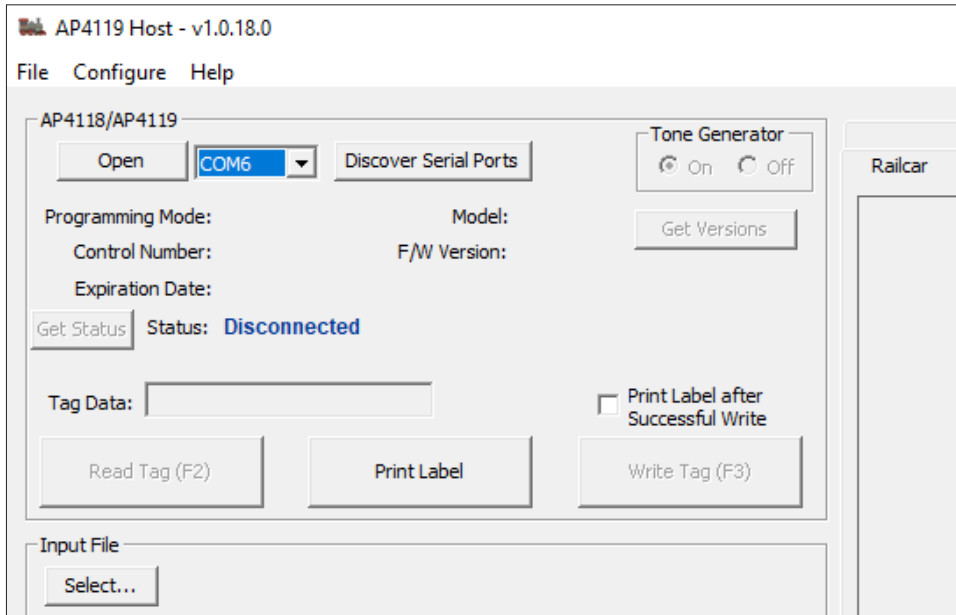 AP4119 Host - v1.0.18.0
File Configure Help
AP4118/AP4119
Open COM6 Discover Serial Ports
Tone Generator
On Off
Railcar
Programming Mode: Model:
Get Versions
Control Number: F/W Version:
Expiration Date:
Get Status Status: Disconnected
Tag Data:
Print Label after
Successful Write
Read Tag (F2) Print Label Write Tag (F3)
Input File
Select...